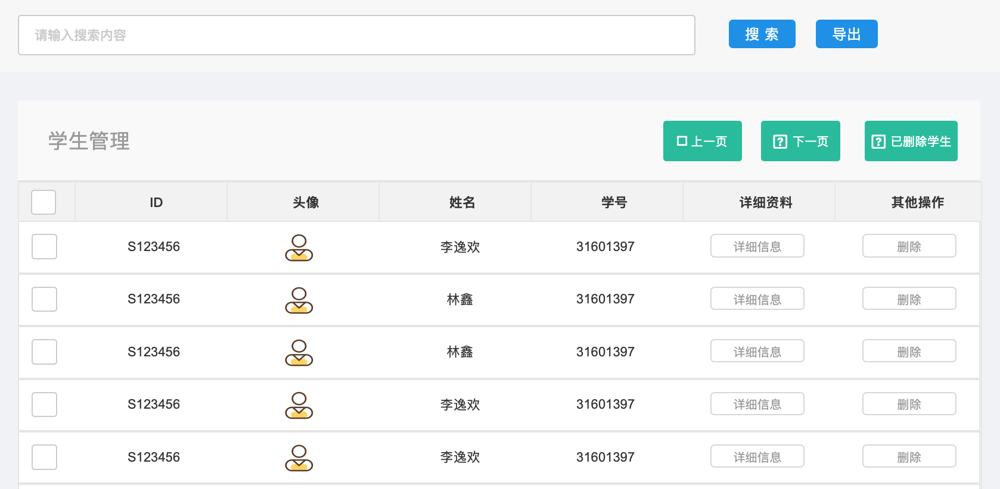 请输入搜索内容 搜 索 导出
学生管理 上一页 下一页 已删除学生
ID 头像 姓名 学号 详细资料 其他操作
S123456 李逸欢 31601397 详细信息 删除
S123456 林鑫 31601397 详细信息 删除
S123456 林鑫 31601397 详细信息 删除
S123456 李逸欢 31601397 详细信息 删除
S123456 李逸欢 31601397 详细信息 删除